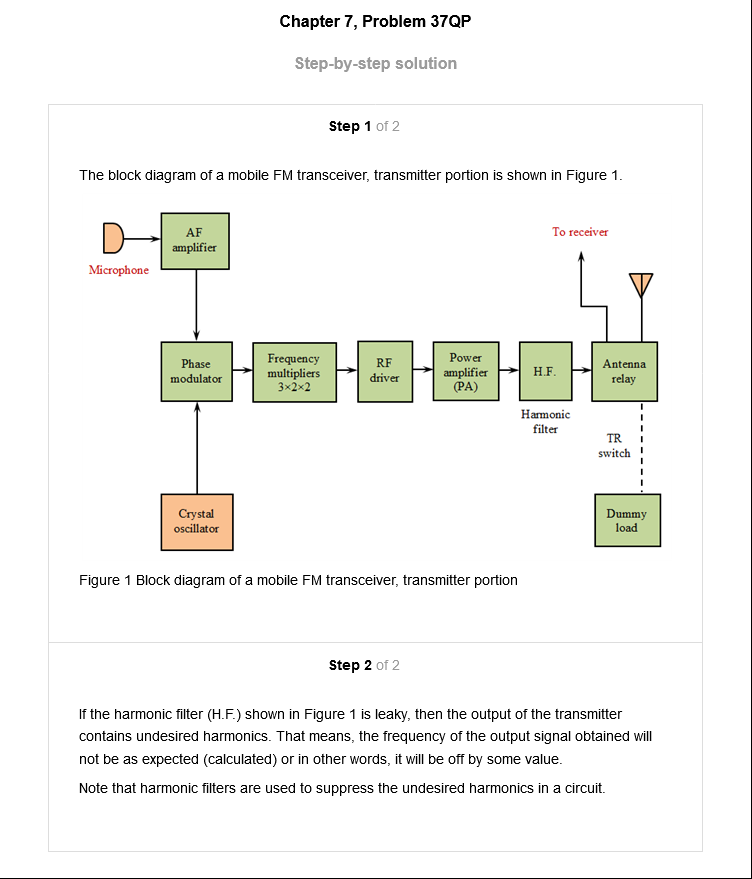 Chapter 7, Problem 37QP
Step-by-step solution
Step 1 of 2
The block diagram of a mobile FM transceiver, transmitter portion is shown in Figure 1.
AF
amplifier
Microphone
To receiver
Phase
modulator
Frequency
multipliers
3×2×2
RF
driver
Power
amplifier
(PA)
H.F.
Harmonic
filter
Antenna
relay
TR
switch
Crystal
oscillator
Dummy
load
Figure 1 Block diagram of a mobile FM transceiver, transmitter portion
Step 2 of 2
If the harmonic filter (H.F.) shown in Figure 1 is leaky, then the output of the transmitter
contains undesired harmonics. That means, the frequency of the output signal obtained will
not be as expected (calculated) or in other words, it will be off by some value.
Note that harmonic filters are used to suppress the undesired harmonics in a circuit.